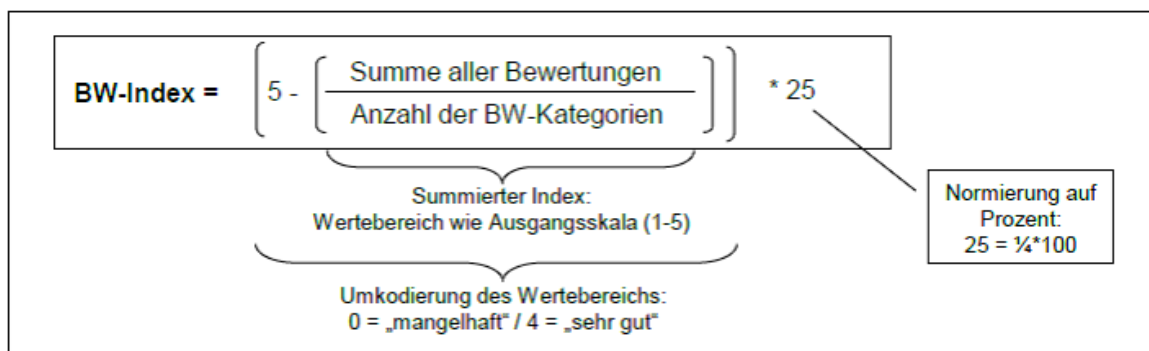 Summe aller Bewertungen
BW-Index = ( 5 - ( ) ) * 25
Anzahl der BW-Kategorien
Summierter Index:
Wertebereich wie Ausgangsskala (1-5)
Normierung auf
Prozent:
25 = ¼*100
Umkodierung des Wertebereichs:
0 = „mangelhaft“ / 4 = „sehr gut“